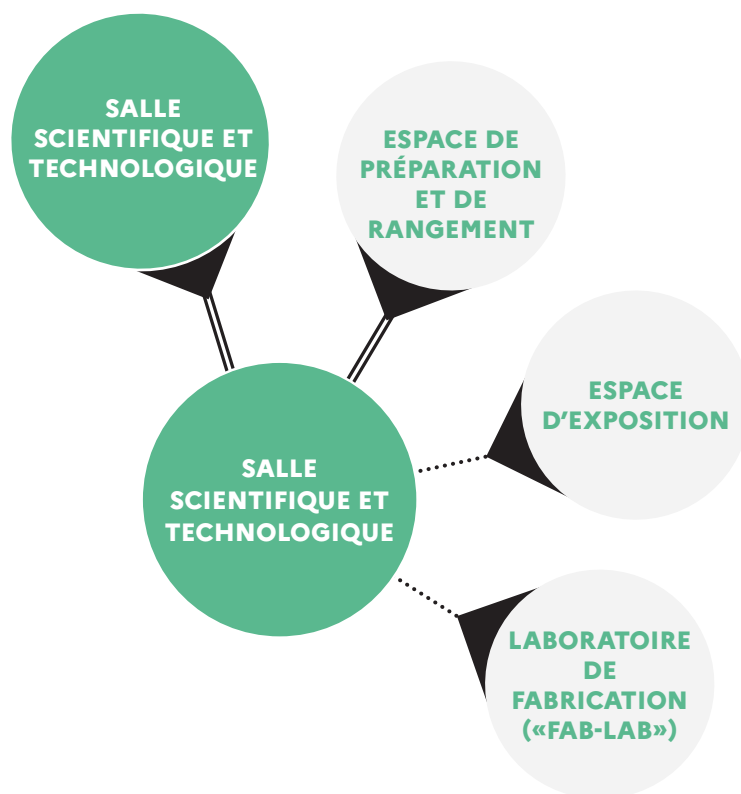 SALLE
SCIENTIFIQUE ET
TECHNOLOGIQUE
ESPACE DE
PRÉPARATION
ET DE
RANGEMENT
ESPACE
D’EXPOSITION
SALLE
SCIENTIFIQUE ET
TECHNOLOGIQUE
LABORATOIRE
DE
FABRICATION
(«FAB-LAB»)